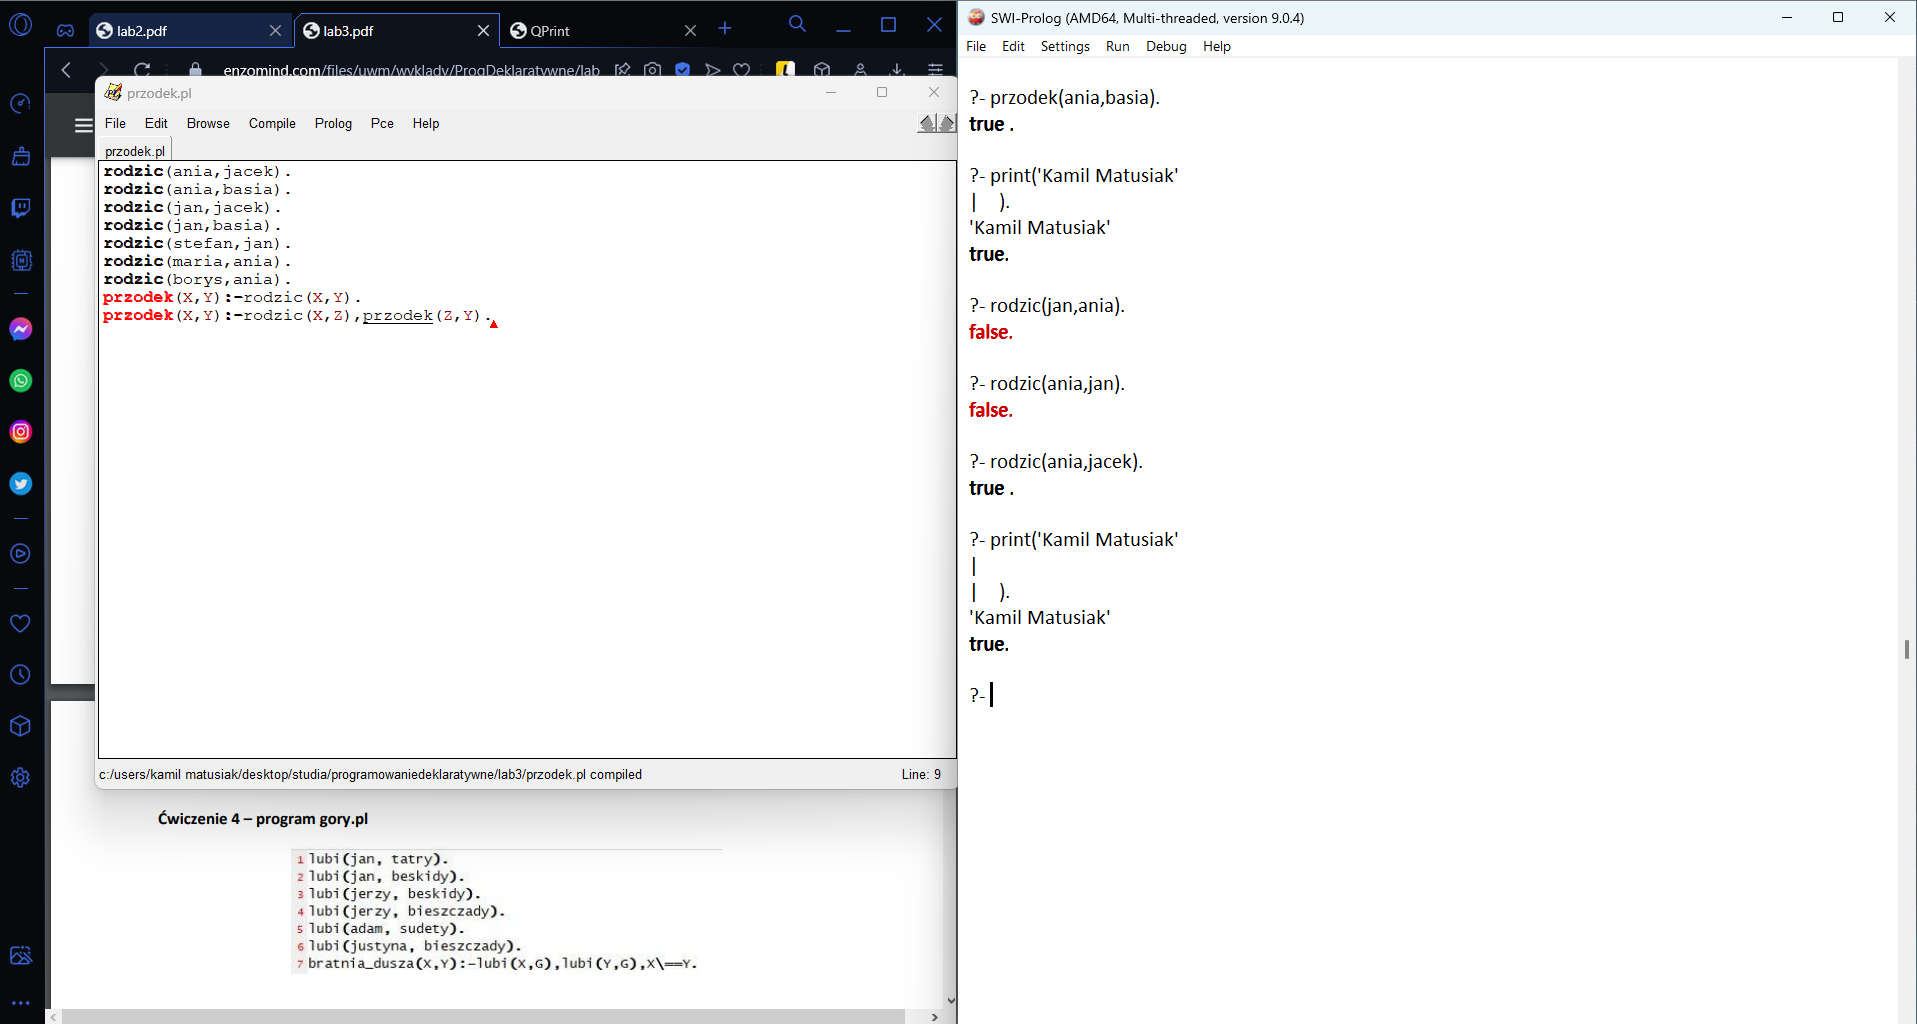 lab2.pdf
lab3.pdf
QPrint
enzomind.com/files/uwm/wyklady/ProgDeklaratywne/lab
przodek.pl
File Edit Browse Compile Prolog Pce Help
przodek.pl
rodzic(ania,jacek).
rodzic(ania,basia).
rodzic(jan,jacek).
rodzic(jan,basia).
rodzic(stefan,jan).
rodzic(maria,ania).
rodzic(borys,ania).
przodek(X,Y):-rodzic(X,Y).
przodek(X,Y):-rodzic(X,Z),przodek(Z,Y).
c:/users/kamil matusiak/desktop/studia/programowaniedeklaratywne/lab3/przodek.pl compiled
Line: 9
Ćwiczenie 4 – program gory.pl
1 lubi(jan, tatry).
2 lubi(jan, beskidy).
3 lubi(jerzy, beskidy).
4 lubi(jerzy, bieszczady).
5 lubi(adam, sudety).
6 lubi(justyna, bieszczady).
7 bratnia_dusza(X,Y):-lubi(X,G),lubi(Y,G),X\==Y.
SWI-Prolog (AMD64, Multi-threaded, version 9.0.4)
File Edit Settings Run Debug Help
?- przodek(ania,basia).
true .
?- print('Kamil Matusiak'
| ).
'Kamil Matusiak'
true.
?- rodzic(jan,ania).
false.
?- rodzic(ania,jan).
false.
?- rodzic(ania,jacek).
true .
?- print('Kamil Matusiak'
|
| ).
'Kamil Matusiak'
true.
?-